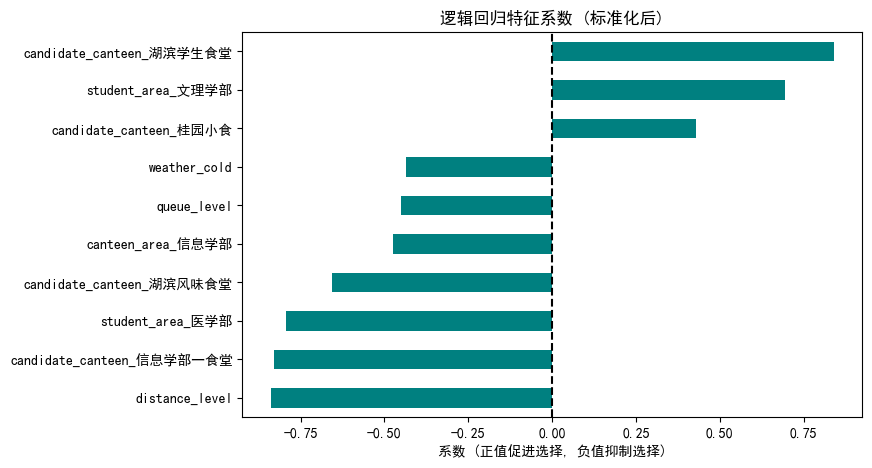 逻辑回归特征系数 (标准化后)
candidate_canteen_湖滨学生食堂
student_area_文理学部
candidate_canteen_桂园小食
weather_cold
queue_level
canteen_area_信息学部
candidate_canteen_湖滨风味食堂
student_area_医学部
candidate_canteen_信息学部一食堂
distance_level
-0.75 -0.50 -0.25 0.00 0.25 0.50 0.75
系数 (正值促进选择, 负值抑制选择)